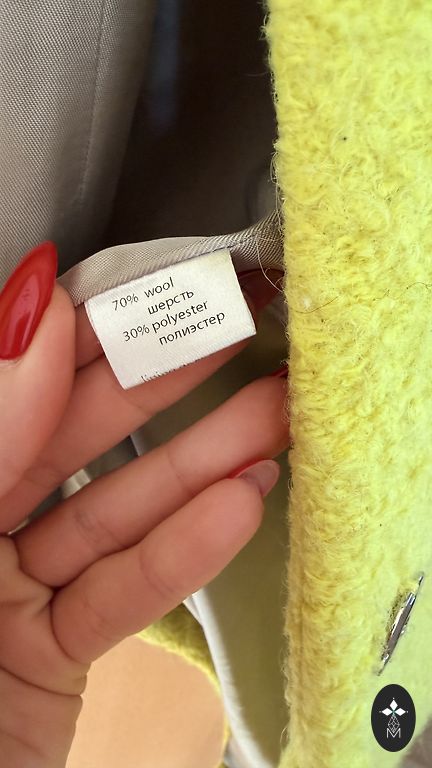 70% wool
шерсть
30% polyester
полиэстер
M